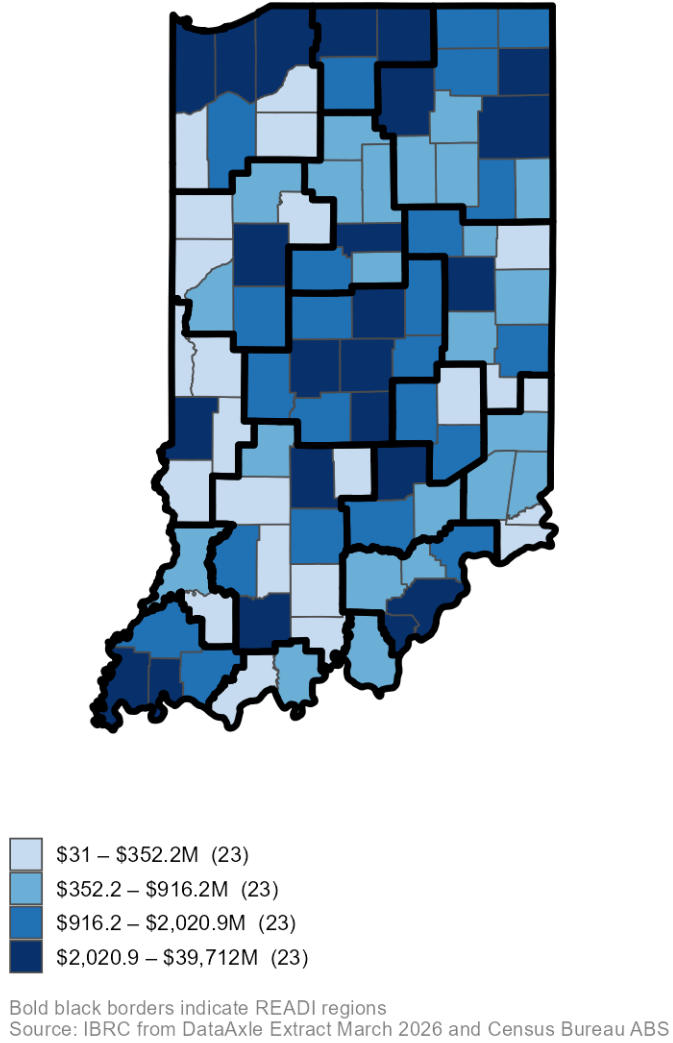 $31 – $352.2M (23)
$352.2 – $916.2M (23)
$916.2 – $2,020.9M (23)
$2,020.9 – $39,712M (23)
Bold black borders indicate READI regions
Source: IBRC from DataAxle Extract March 2026 and Census Bureau ABS